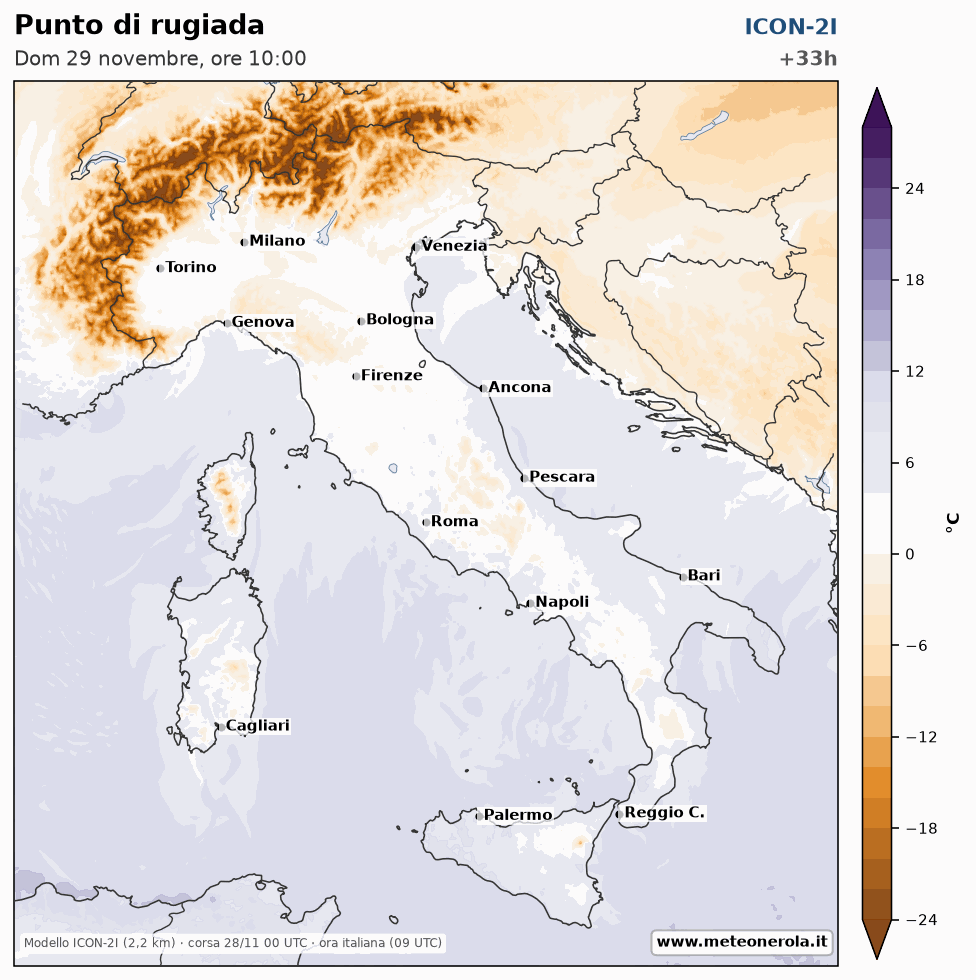 Punto di rugiada
ICON-2I
Dom 29 novembre, ore 10:00
+33h
Milano
Venezia
Torino
Genova
Bologna
Firenze
Ancona
Pescara
Roma
Bari
Napoli
Cagliari
Palermo
Reggio C.
24
18
12
6
0
−6
−12
−18
−24
°C
Modello ICON-2I (2,2 km) · corsa 28/11 00 UTC · ora italiana (09 UTC)
www.meteonerola.it